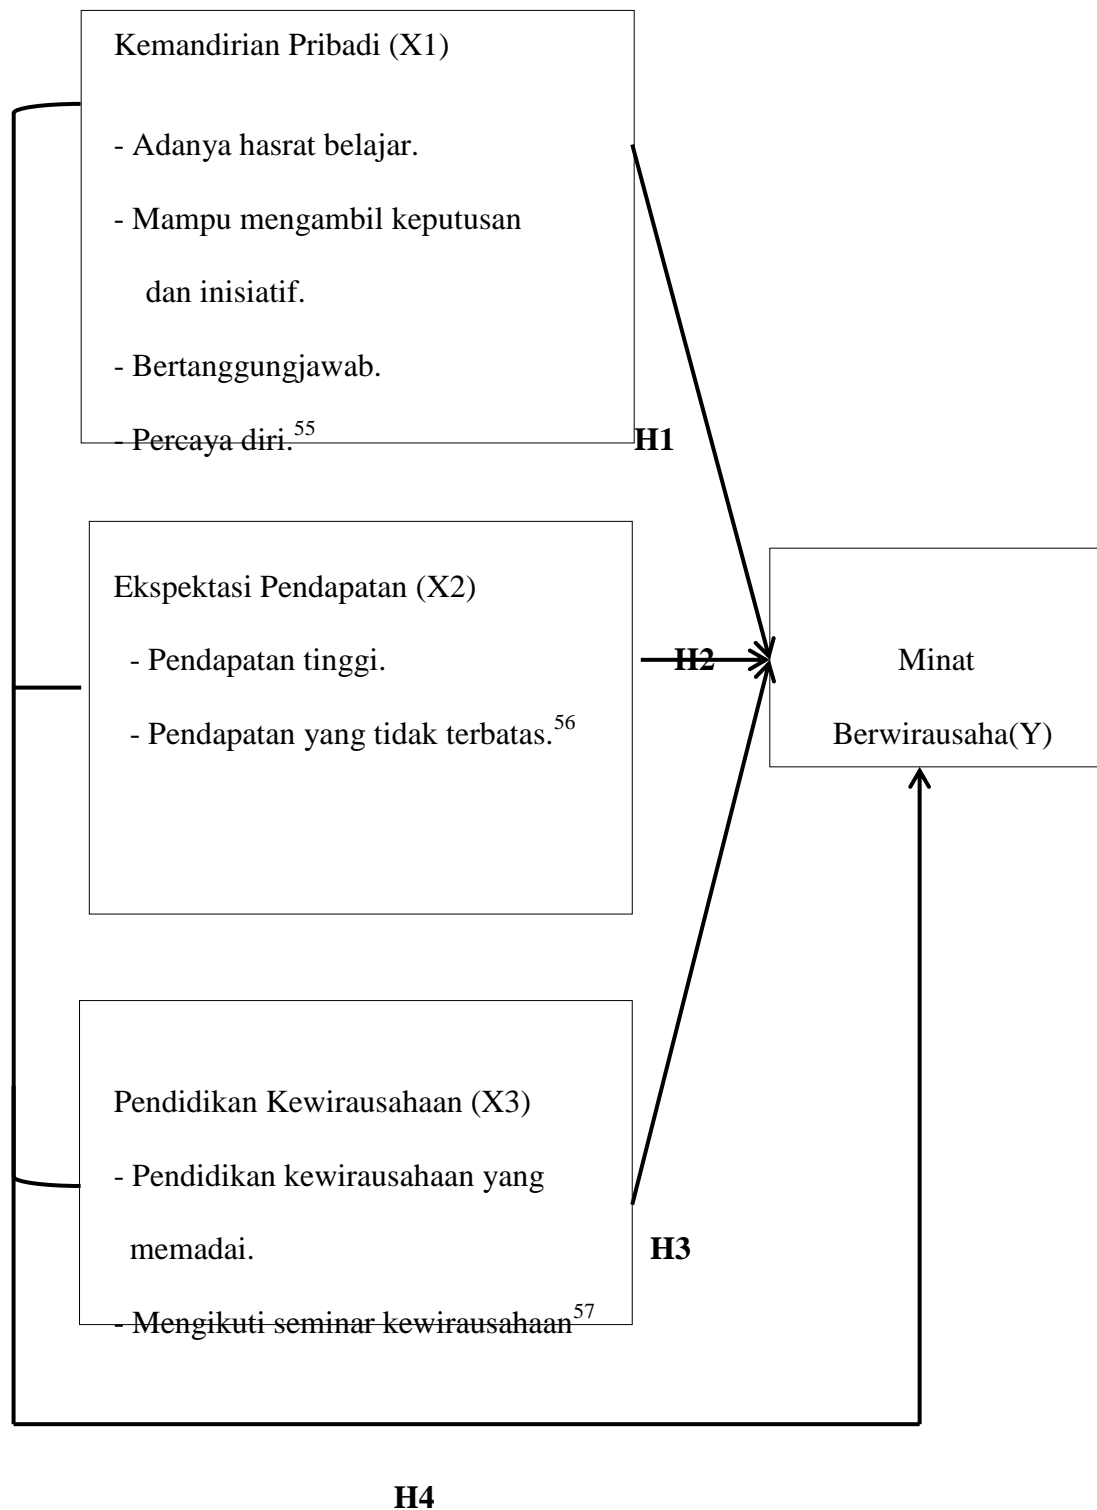 Kemandirian Pribadi (X1)
- Adanya hasrat belajar.
- Mampu mengambil keputusan
dan inisiatif.
- Bertanggungjawab.
- Percaya diri.55
H1
Ekspektasi Pendapatan (X2)
- Pendapatan tinggi.
- Pendapatan yang tidak terbatas.56
H2
Minat
Berwirausaha(Y)
Pendidikan Kewirausahaan (X3)
- Pendidikan kewirausahaan yang
memadai.
- Mengikuti seminar kewirausahaan57
H3
H4